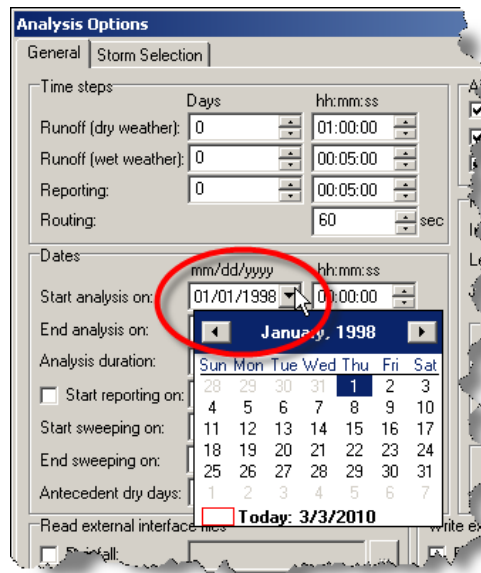 Analysis Options
General Storm Selection
Time steps
Days hh:mm:ss
Runoff (dry weather): 0 01:00:00
Runoff (wet weather): 0 00:05:00
Reporting: 0 00:05:00
Routing: 60 sec
Dates
mm/dd/yyyy hh:mm:ss
Start analysis on: 01/01/1998 00:00:00
End analysis on:
January, 1998
Analysis duration:
Sun Mon Tue Wed Thu Fri Sat
28 29 30 31 1 2 3
Start reporting on:
4 5 6 7 8 9 10
Start sweeping on:
11 12 13 14 15 16 17
18 19 20 21 22 23 24
End sweeping on:
25 26 27 28 29 30 31
Antecedent dry days:
1 2 3 4 5 6 7
Today: 3/3/2010
Read external interface files
...